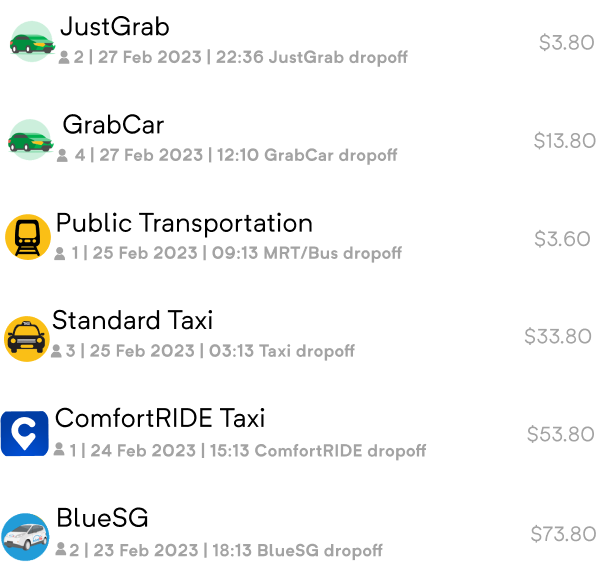 JustGrab
$3.80
2 | 27 Feb 2023 | 22:36 JustGrab dropoff
GrabCar
$13.80
4 | 27 Feb 2023 | 12:10 GrabCar dropoff
Public Transportation
$3.60
1 | 25 Feb 2023 | 09:13 MRT/Bus dropoff
Standard Taxi
$33.80
3 | 25 Feb 2023 | 03:13 Taxi dropoff
ComfortRIDE Taxi
$53.80
1 | 24 Feb 2023 | 15:13 ComfortRIDE dropoff
BlueSG
$73.80
2 | 23 Feb 2023 | 18:13 BlueSG dropoff